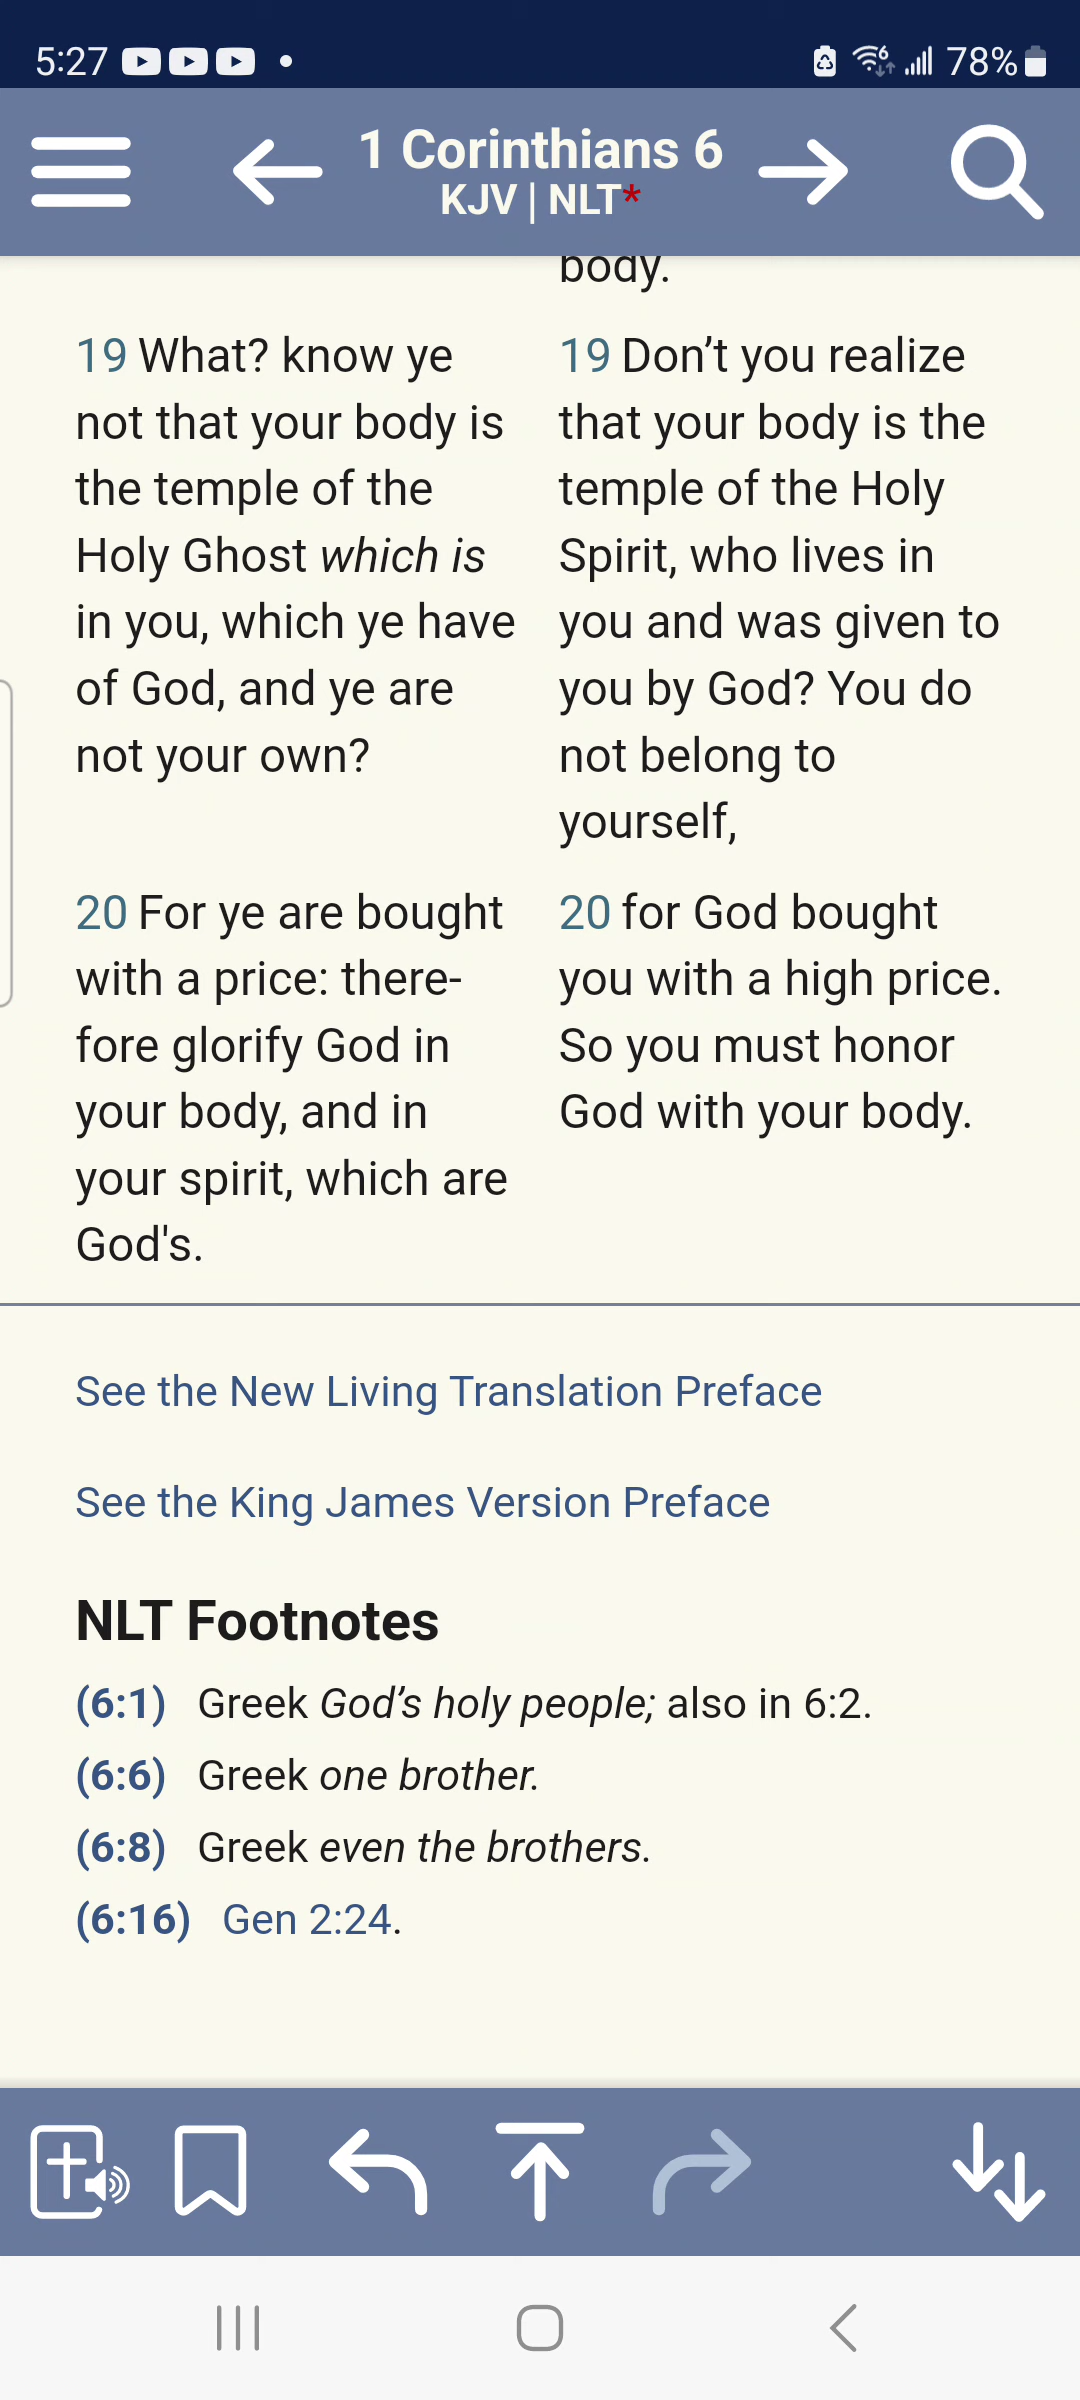 5:27
6
78%
1 Corinthians 6
KJV | NLT*
body.
19 What? know ye
not that your body is
the temple of the
Holy Ghost which is
in you, which ye have
of God, and ye are
not your own?
19 Don’t you realize
that your body is the
temple of the Holy
Spirit, who lives in
you and was given to
you by God? You do
not belong to
yourself,
20 For ye are bought
with a price: there-
fore glorify God in
your body, and in
your spirit, which are
God's.
20 for God bought
you with a high price.
So you must honor
God with your body.
See the New Living Translation Preface
See the King James Version Preface
NLT Footnotes
(6:1) Greek God’s holy people; also in 6:2.
(6:6) Greek one brother.
(6:8) Greek even the brothers.
(6:16) Gen 2:24.